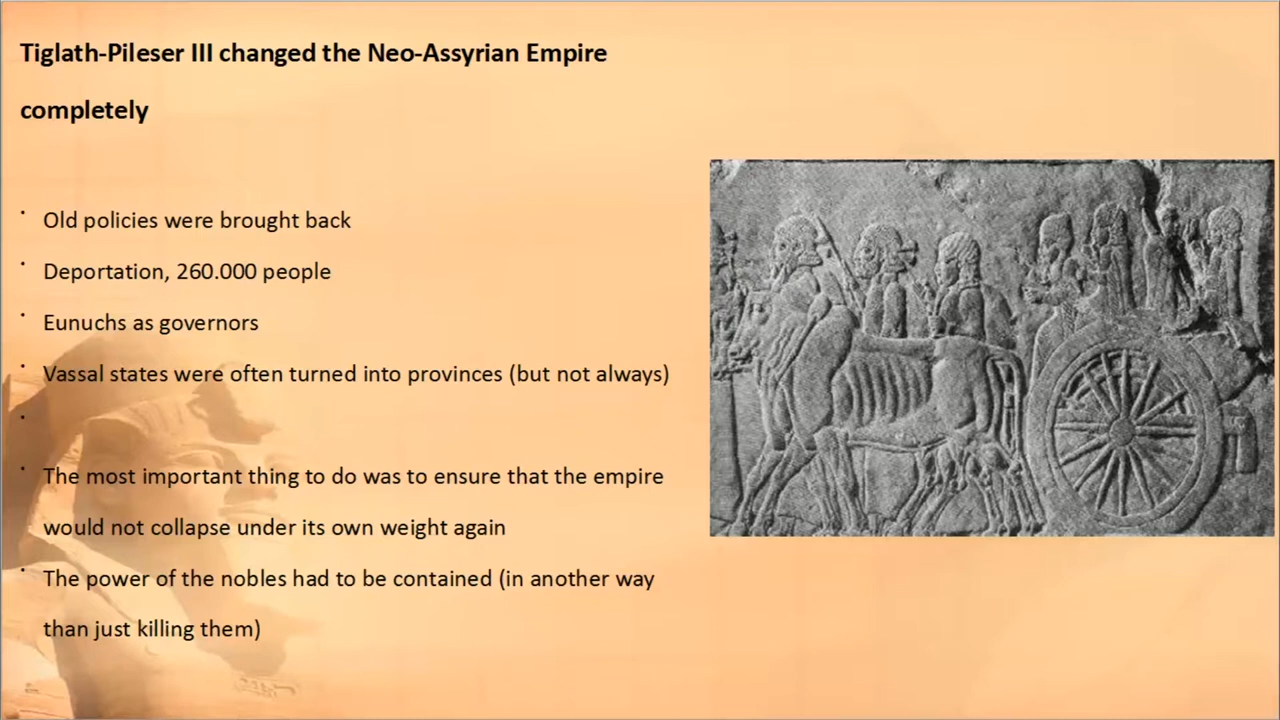 Tiglath-Pileser III changed the Neo-Assyrian Empire
completely
· Old policies were brought back
· Deportation, 260.000 people
· Eunuchs as governors
· Vassal states were often turned into provinces (but not always)
·
· The most important thing to do was to ensure that the empire
would not collapse under its own weight again
· The power of the nobles had to be contained (in another way
than just killing them)